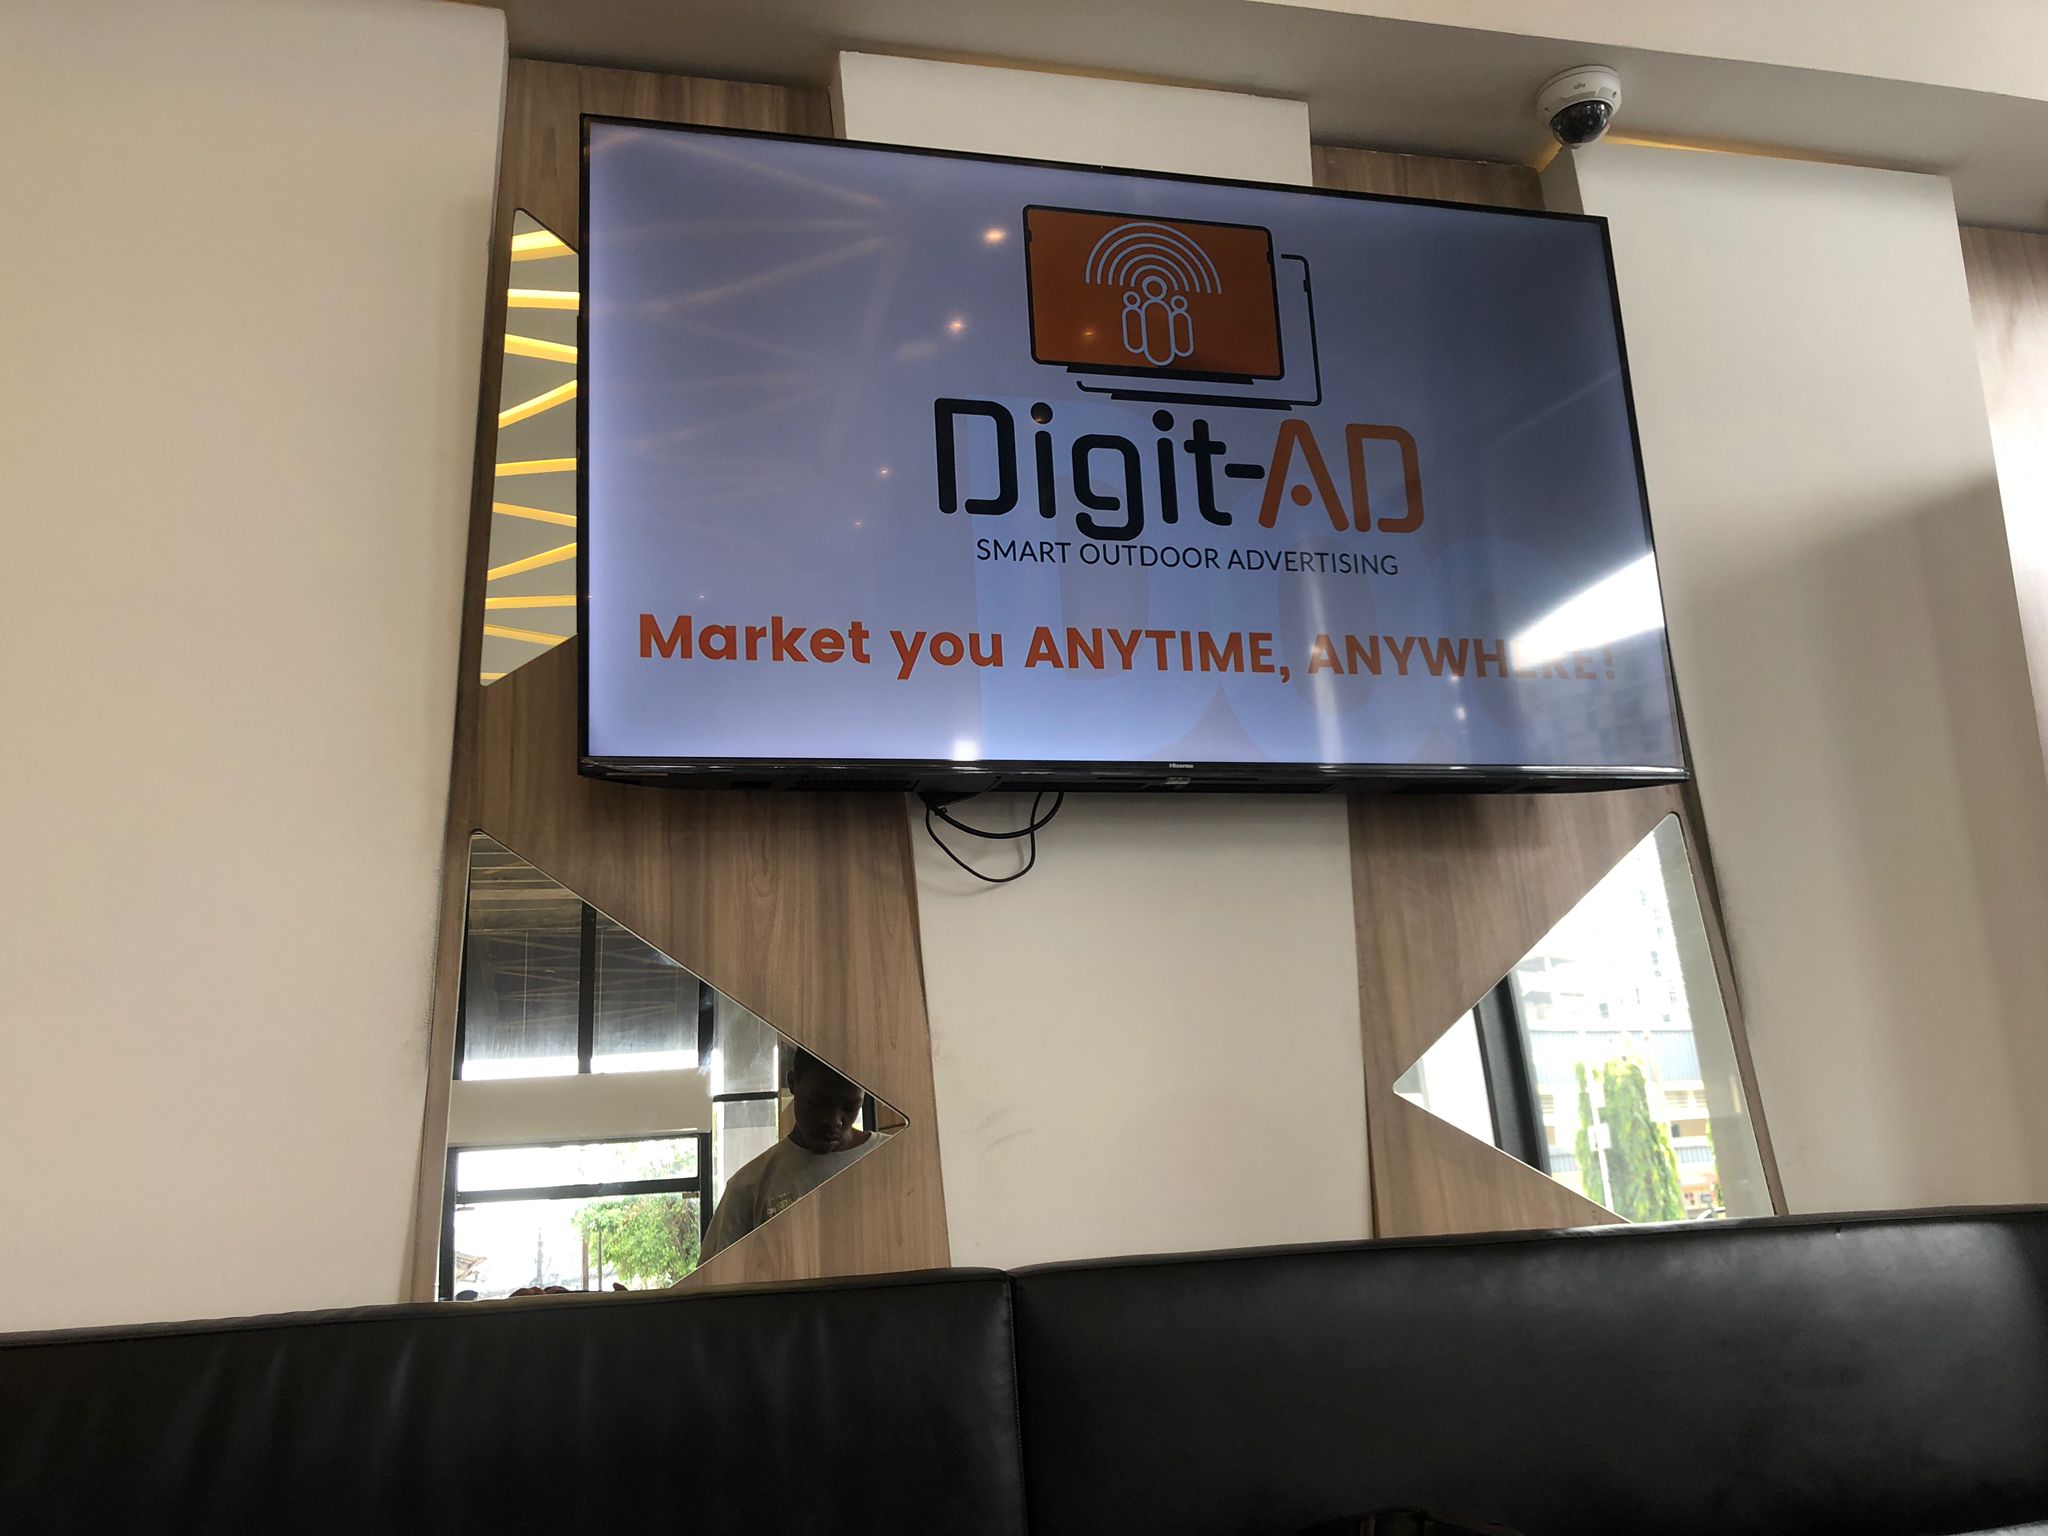 Digit-AD
SMART OUTDOOR ADVERTISING
Market you ANYTIME, ANYWHERE!
Hisense